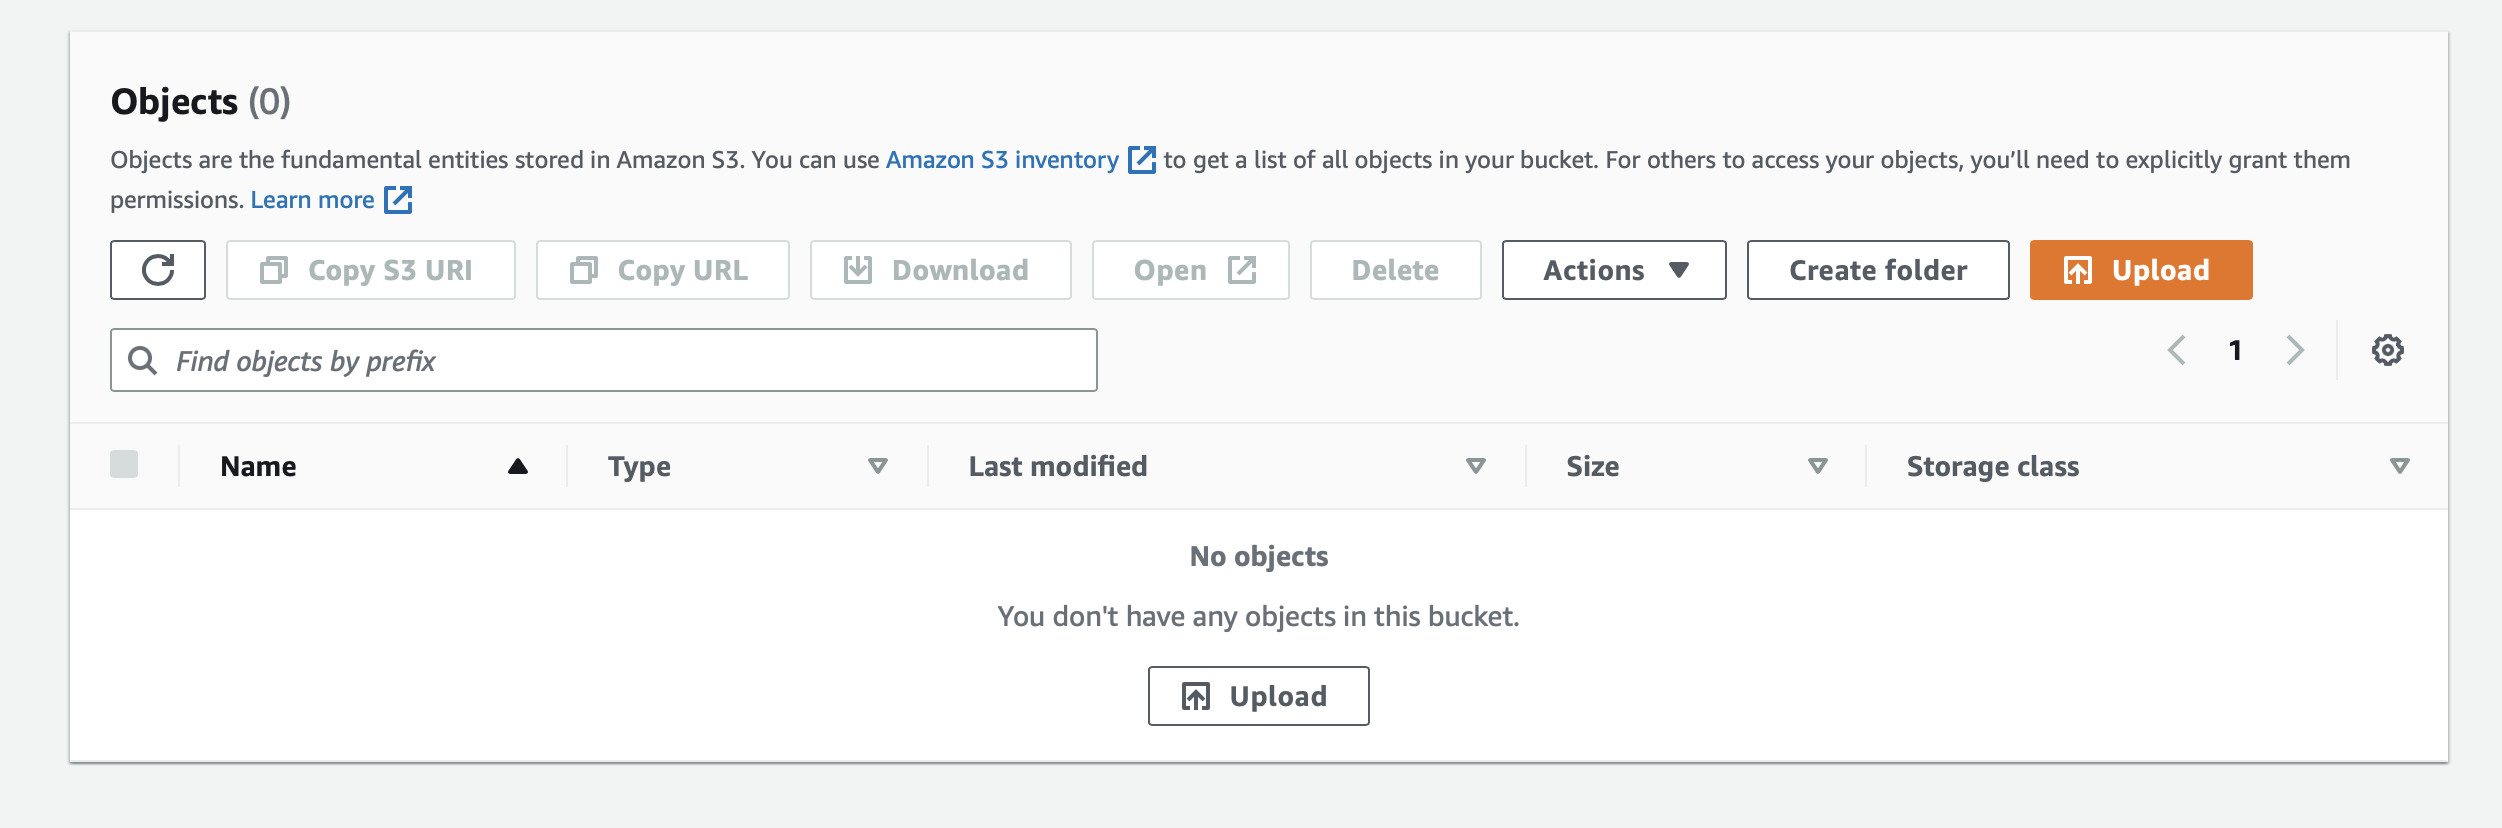 Objects (0)
Objects are the fundamental entities stored in Amazon S3. You can use Amazon S3 inventory to get a list of all objects in your bucket. For others to access your objects, you’ll need to explicitly grant them
permissions. Learn more
Copy S3 URI Copy URL Download Open Delete Actions Create folder Upload
Find objects by prefix 1
Name Type Last modified Size Storage class
No objects
You don't have any objects in this bucket.
Upload